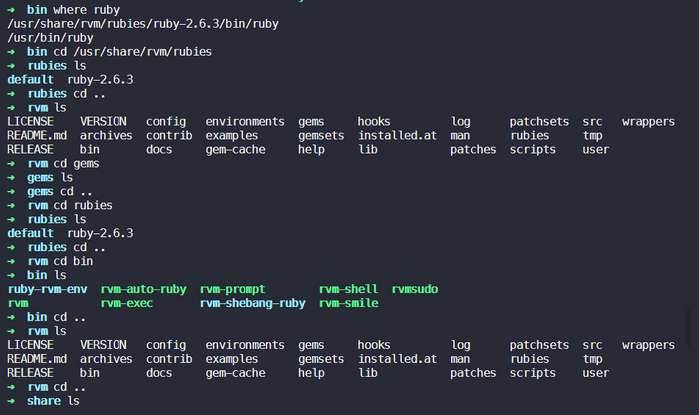 ➜ bin where ruby
/usr/share/rvm/rubies/ruby-2.6.3/bin/ruby
/usr/bin/ruby
➜ bin cd /usr/share/rvm/rubies
➜ rubies ls
default ruby-2.6.3
➜ rubies cd ..
➜ rvm ls
LICENSE VERSION config environments gems hooks log patchsets src wrappers
README.md archives contrib examples gemsets installed.at man rubies tmp
RELEASE bin docs gem-cache help lib patches scripts user
➜ rvm cd gems
➜ gems ls
➜ gems cd ..
➜ rvm cd rubies
➜ rubies ls
default ruby-2.6.3
➜ rubies cd ..
➜ rvm cd bin
➜ bin ls
ruby-rvm-env rvm-auto-ruby rvm-prompt rvm-shell rvmsudo
rvm rvm-exec rvm-shebang-ruby rvm-smile
➜ bin cd ..
➜ rvm ls
LICENSE VERSION config environments gems hooks log patchsets src wrappers
README.md archives contrib examples gemsets installed.at man rubies tmp
RELEASE bin docs gem-cache help lib patches scripts user
➜ rvm cd ..
➜ share ls